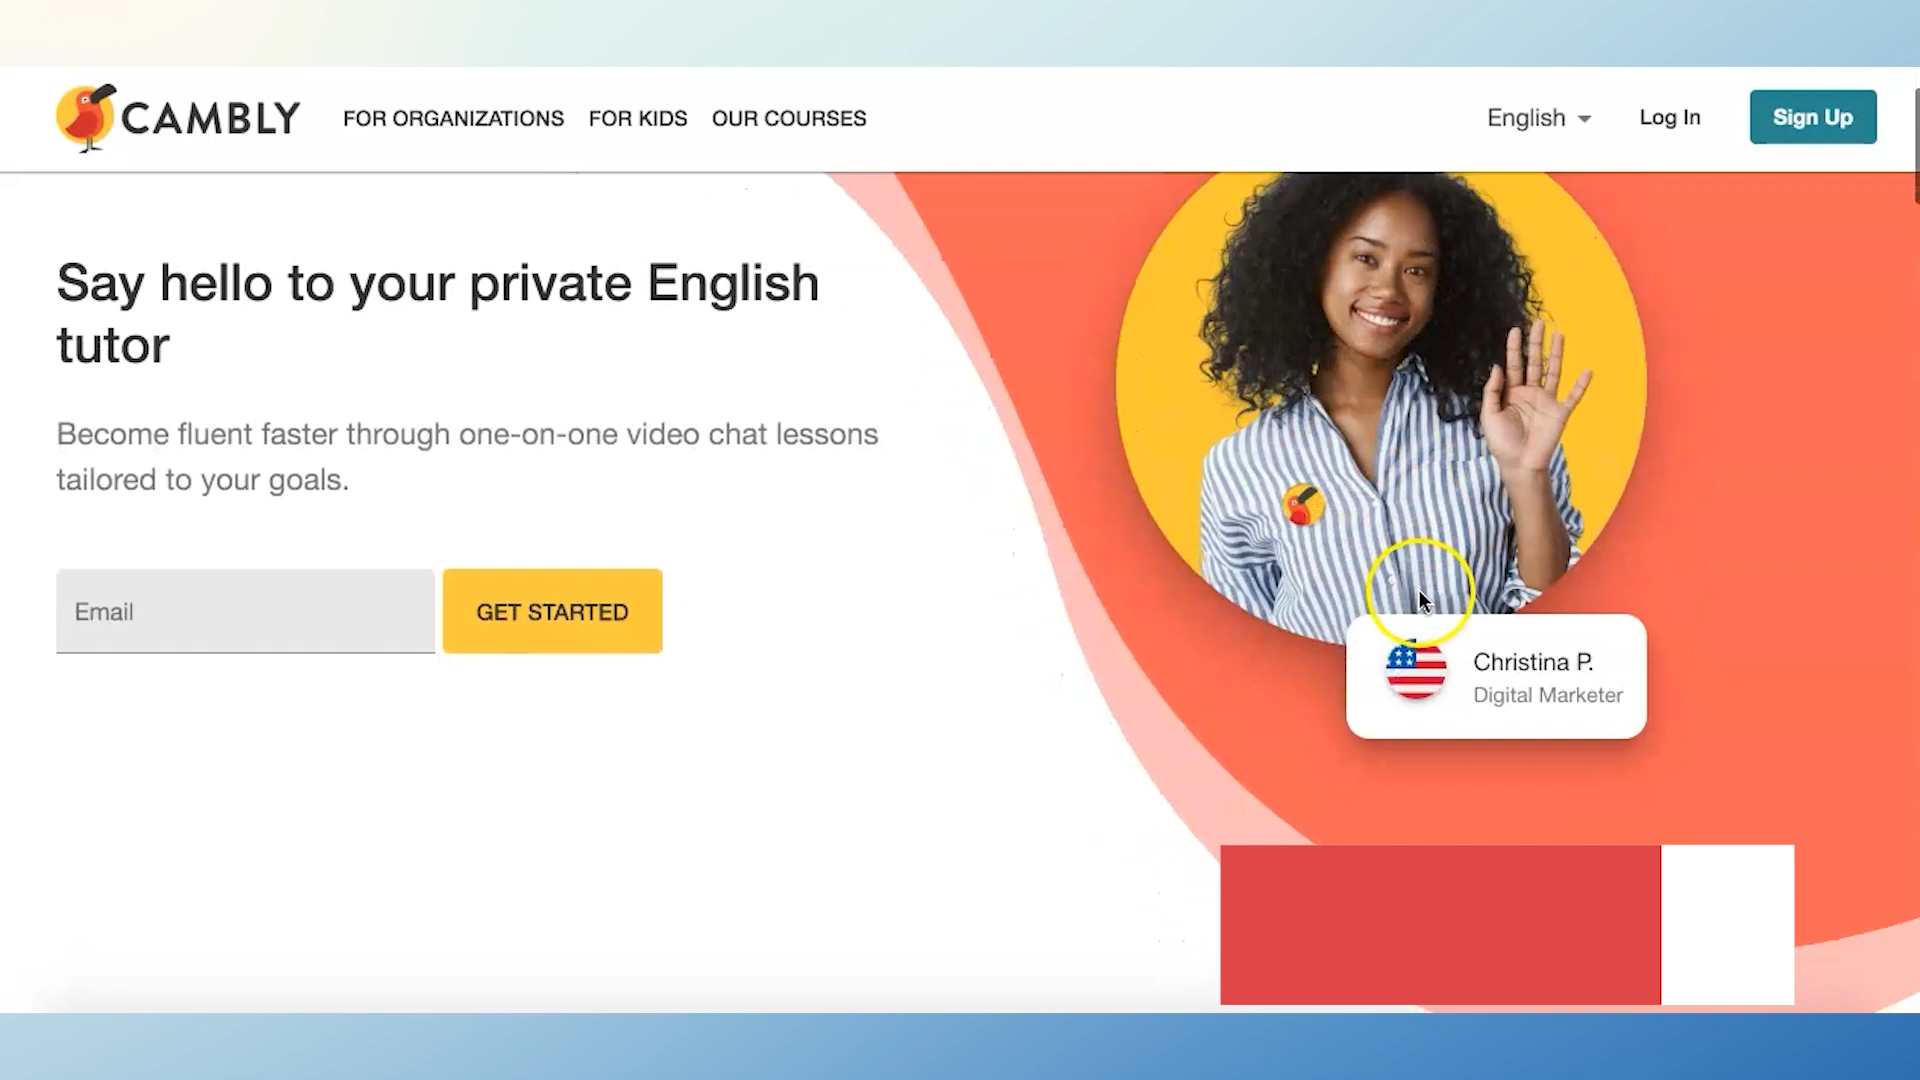 CAMBLY
FOR ORGANIZATIONS
FOR KIDS
OUR COURSES
English
Log In
Sign Up
Say hello to your private English
tutor
Become fluent faster through one-on-one video chat lessons
tailored to your goals.
Email
GET STARTED
Christina P.
Digital Marketer